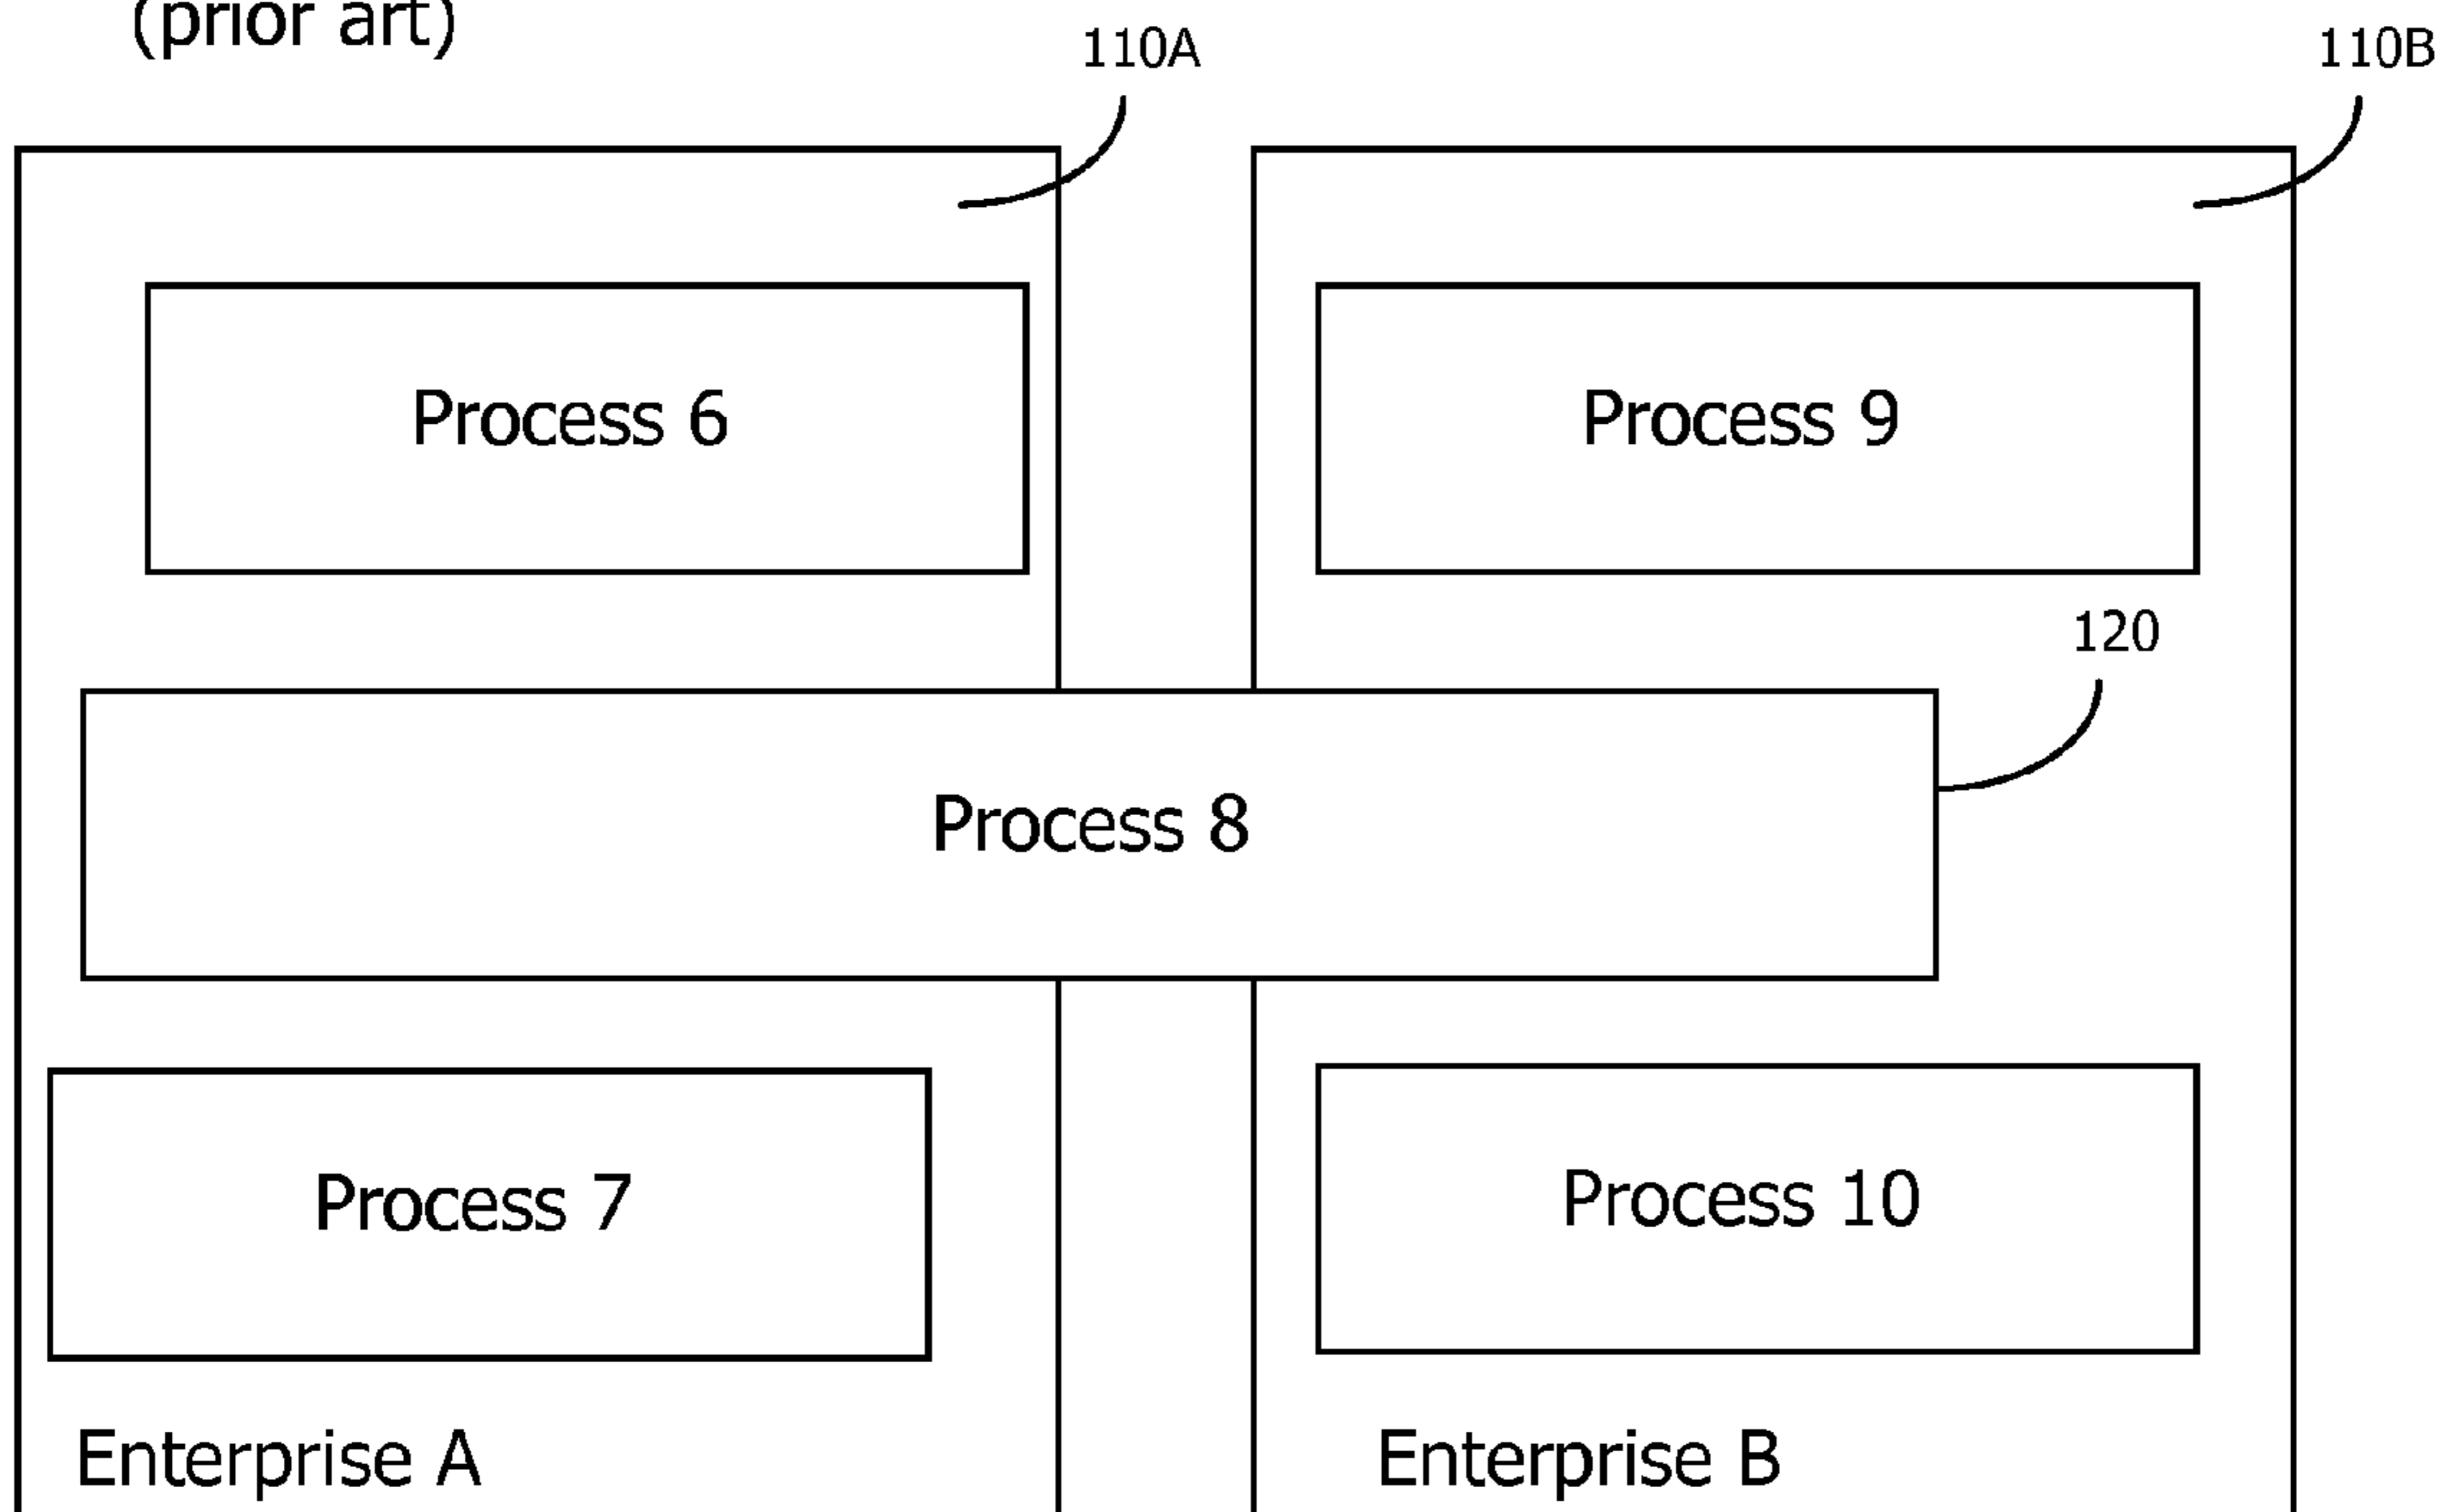 (prior art)
110A
110B
Process 6
Process 9
120
Process 8
Process 7
Process 10
Enterprise A
Enterprise B